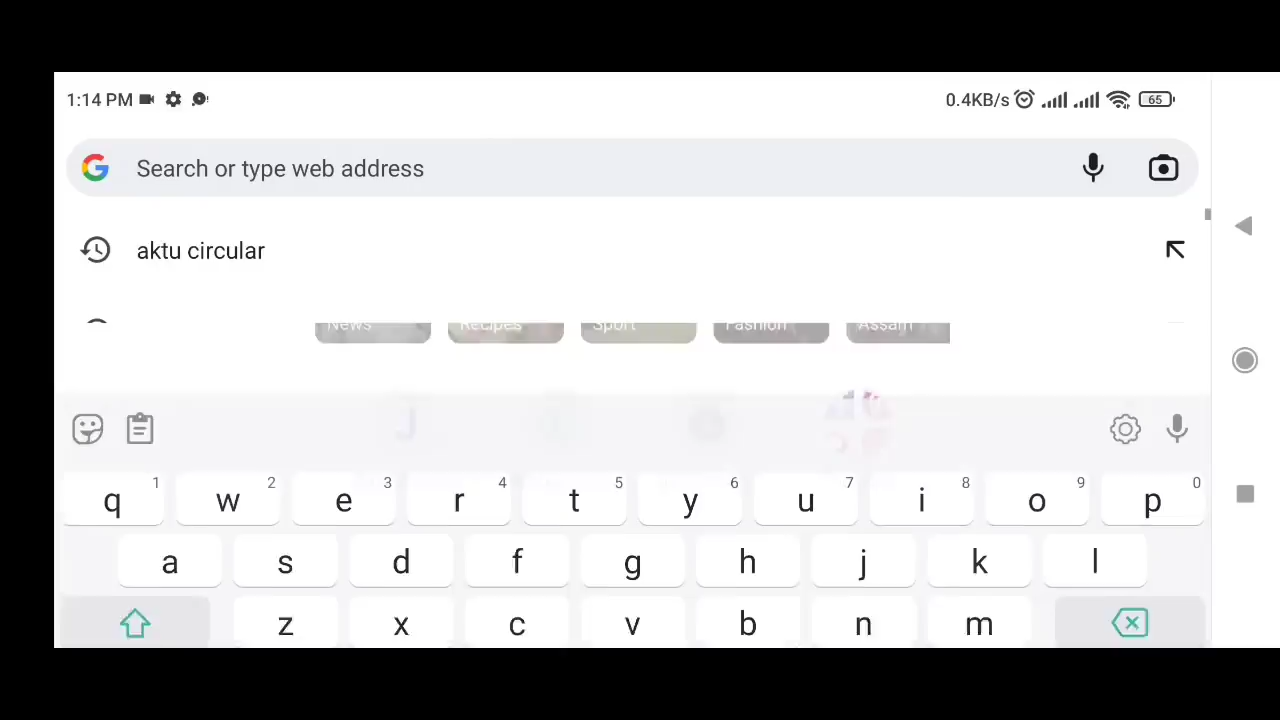 1:14 PM 0.4KB/s 65
Search or type web address
aktu circular
News Recipes Sport Fashion Assam
q 1 w 2 e 3 r 4 t 5 y 6 u 7 i 8 o 9 p 0
a s d f g h j k l
z x c v b n m